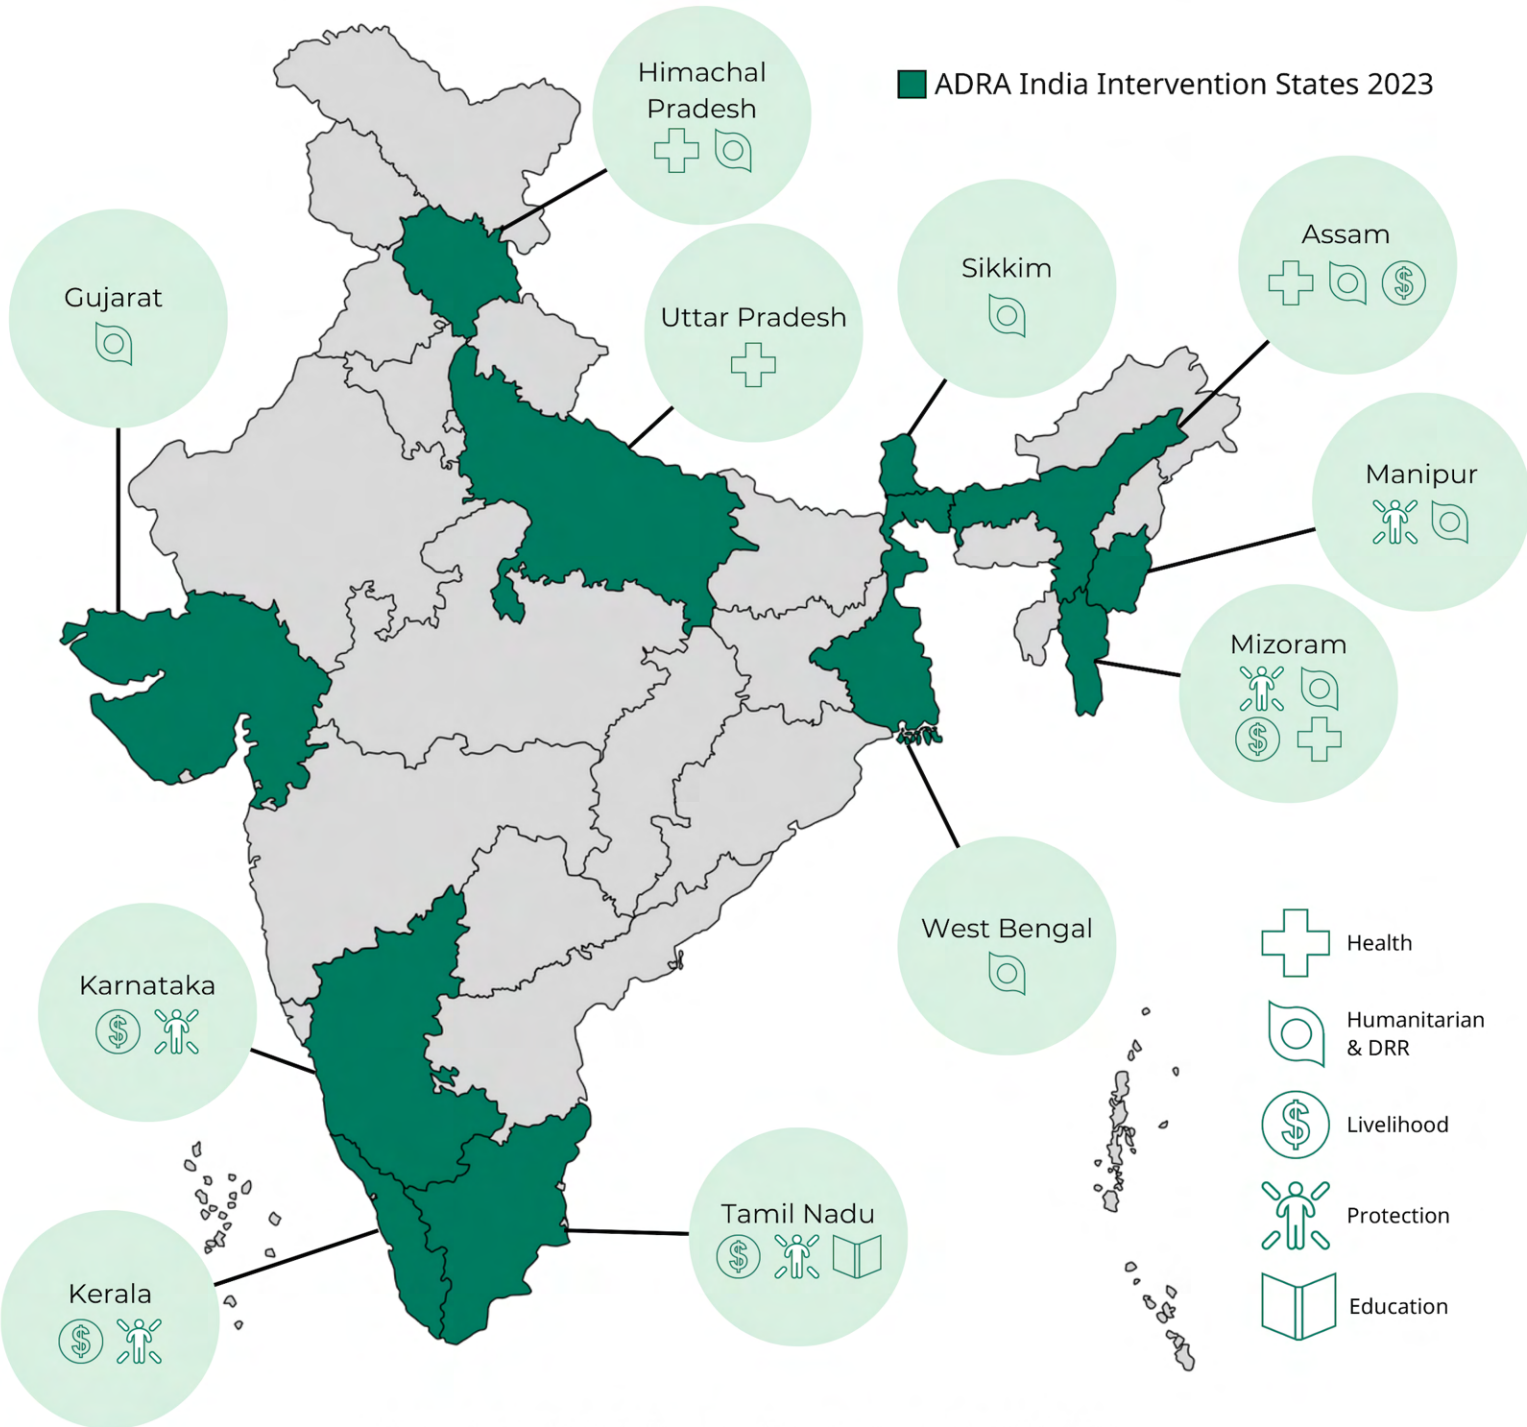 Himachal
Pradesh
ADRA India Intervention States 2023
Gujarat
Uttar Pradesh
Sikkim
Assam
Manipur
Mizoram
West Bengal
Karnataka
Tamil Nadu
Kerala
Health
Humanitarian
& DRR
Livelihood
Protection
Education